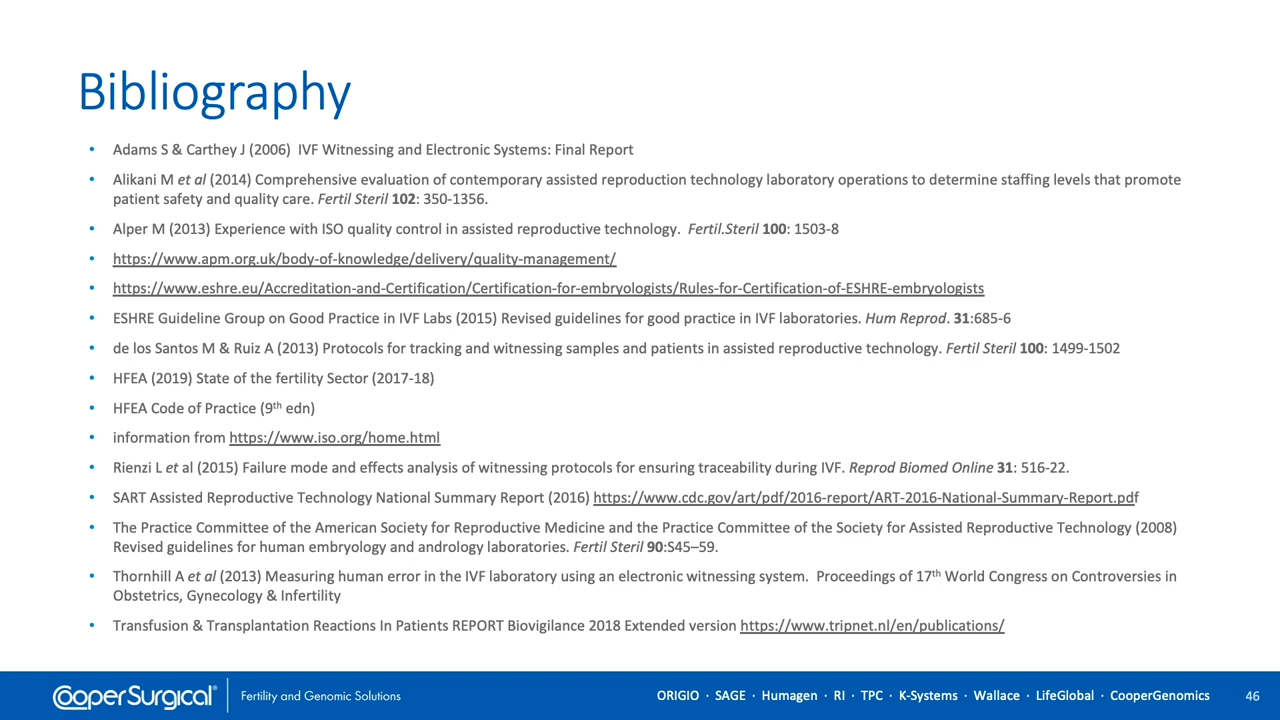 Bibliography
• Adams S & Carthey J (2006)  IVF Witnessing and Electronic Systems: Final Report
• Alikani M et al (2014) Comprehensive evaluation of contemporary assisted reproduction technology laboratory operations to determine staffing levels that promote
patient safety and quality care. Fertil Steril 102: 350-1356.
• Alper M (2013) Experience with ISO quality control in assisted reproductive technology.  Fertil.Steril 100: 1503-8
• https://www.apm.org.uk/body-of-knowledge/delivery/quality-management/
• https://www.eshre.eu/Accreditation-and-Certification/Certification-for-embryologists/Rules-for-Certification-of-ESHRE-embryologists
• ESHRE Guideline Group on Good Practice in IVF Labs (2015) Revised guidelines for good practice in IVF laboratories. Hum Reprod. 31:685-6
• de los Santos M & Ruiz A (2013) Protocols for tracking and witnessing samples and patients in assisted reproductive technology. Fertil Steril 100: 1499-1502
• HFEA (2019) State of the fertility Sector (2017-18)
• HFEA Code of Practice (9th edn)
• information from https://www.iso.org/home.html
• Rienzi L et al (2015) Failure mode and effects analysis of witnessing protocols for ensuring traceability during IVF. Reprod Biomed Online 31: 516-22.
• SART Assisted Reproductive Technology National Summary Report (2016) https://www.cdc.gov/art/pdf/2016-report/ART-2016-National-Summary-Report.pdf
• The Practice Committee of the American Society for Reproductive Medicine and the Practice Committee of the Society for Assisted Reproductive Technology (2008)
Revised guidelines for human embryology and andrology laboratories. Fertil Steril 90:S45–59.
• Thornhill A et al (2013) Measuring human error in the IVF laboratory using an electronic witnessing system.  Proceedings of 17th World Congress on Controversies in
Obstetrics, Gynecology & Infertility
• Transfusion & Transplantation Reactions In Patients REPORT Biovigilance 2018 Extended version https://www.tripnet.nl/en/publications/
CooperSurgical® Fertility and Genomic Solutions ORIGIO · SAGE · Humagen · RI · TPC · K-Systems · Wallace · LifeGlobal · CooperGenomics 46